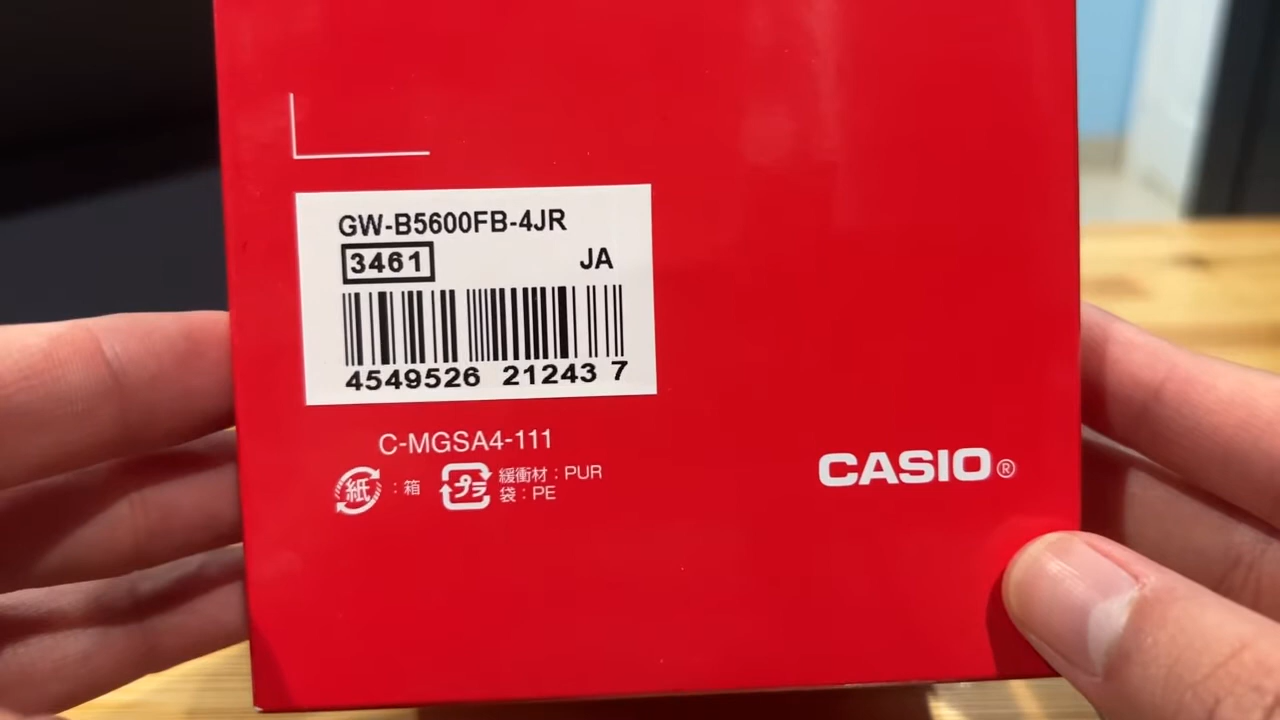 GW-B5600FB-4JR
3461 JA
4549526 21243 7
C-MGSA4-111
紙 : 箱
プラ 緩衝材 : PUR
袋 : PE
CASIO®